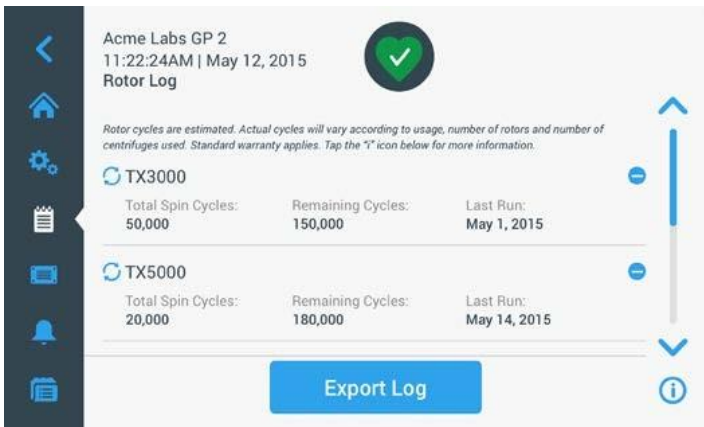 Acme Labs GP 2
11:22:24AM | May 12, 2015
Rotor Log
Rotor cycles are estimated. Actual cycles will vary according to usage, number of rotors and number of
centrifuges used. Standard warranty applies. Tap the "i" icon below for more information.
TX3000
Total Spin Cycles: Remaining Cycles: Last Run:
50,000 150,000 May 1, 2015
TX5000
Total Spin Cycles: Remaining Cycles: Last Run:
20,000 180,000 May 14, 2015
Export Log
i